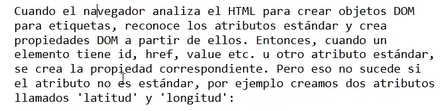 Cuando el navegador analiza el HTML para crear objetos DOM
para etiquetas, reconoce los atributos estándar y crea
propiedades DOM a partir de ellos. Entonces, cuando un
elemento tiene id, href, value etc. u otro atributo estándar,
se crea la propiedad correspondiente. Pero eso no sucede si
el atributo no es estándar, por ejemplo creamos dos atributos
llamados 'latitud' y 'longitud':